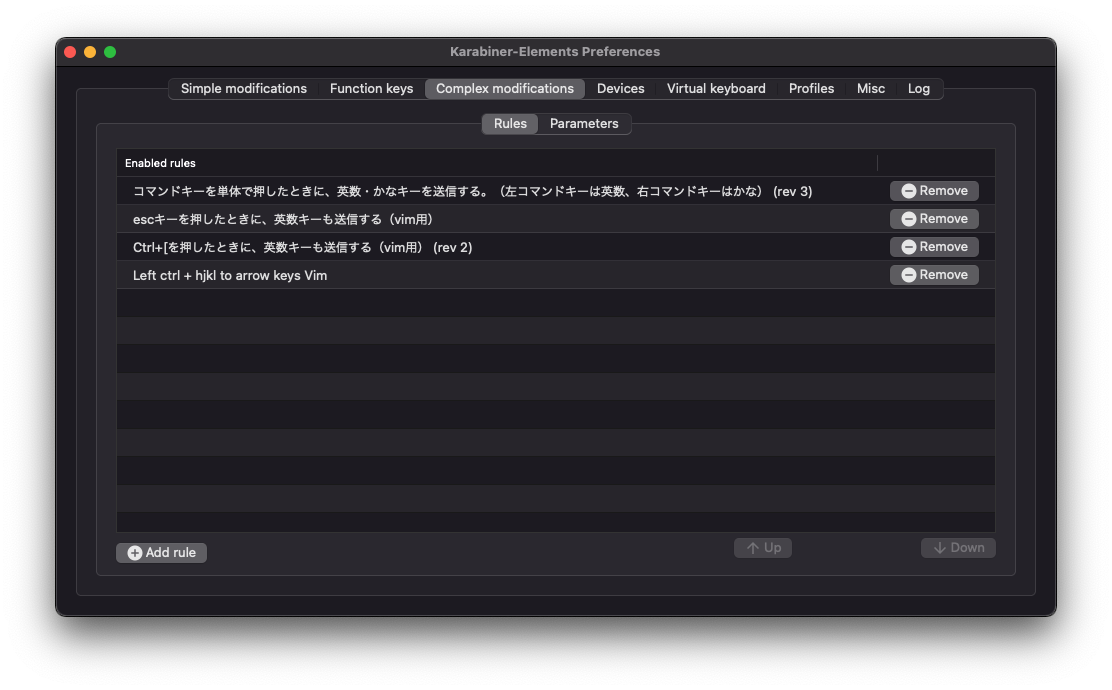 Karabiner-Elements Preferences
Simple modifications Function keys Complex modifications Devices Virtual keyboard Profiles Misc Log
Rules Parameters
Enabled rules
コマンドキーを単体で押したときに、英数・かなキーを送信する。（左コマンドキーは英数、右コマンドキーはかな） (rev 3) Remove
escキーを押したときに、英数キーも送信する（vim用） Remove
Ctrl+[を押したときに、英数キーも送信する（vim用） (rev 2) Remove
Left ctrl + hjkl to arrow keys Vim Remove
Add rule Up Down